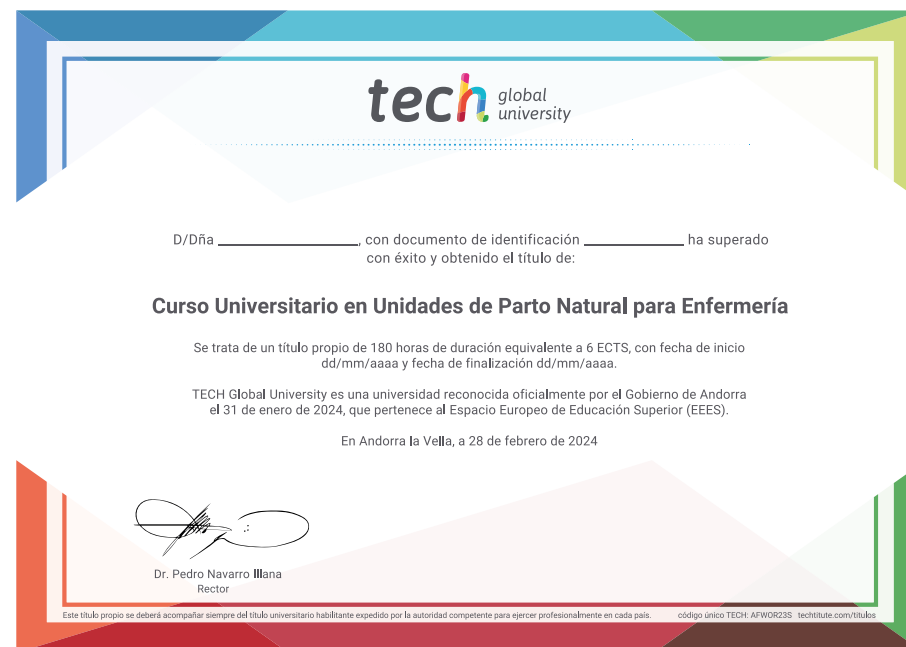 tech global university
D/Dña ____________________, con documento de identificación ______________ ha superado
con éxito y obtenido el título de:
Curso Universitario en Unidades de Parto Natural para Enfermería
Se trata de un título propio de 180 horas de duración equivalente a 6 ECTS, con fecha de inicio
dd/mm/aaaa y fecha de finalización dd/mm/aaaa.
TECH Global University es una universidad reconocida oficialmente por el Gobierno de Andorra
el 31 de enero de 2024, que pertenece al Espacio Europeo de Educación Superior (EEES).
En Andorra la Vella, a 28 de febrero de 2024
Dr. Pedro Navarro Illana
Rector
Este título propio se deberá acompañar siempre del título universitario habilitante expedido por la autoridad competente para ejercer profesionalmente en cada país. código único TECH: AFWOR23S techtitute.com/titulos